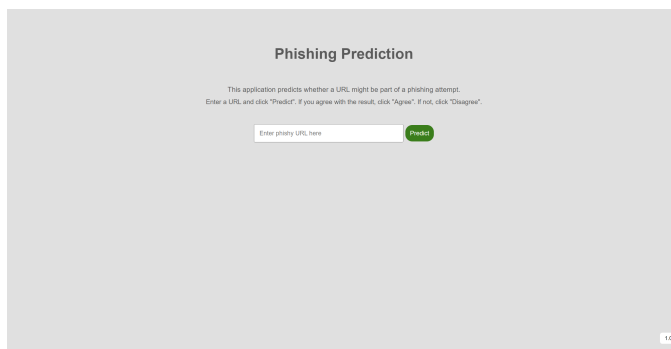 Phishing Prediction
This application predicts whether a URL might be part of a phishing attempt.
Enter a URL and click "Predict". If you agree with the result, click "Agree". If not, click "Disagree".
Enter phishy URL here Predict